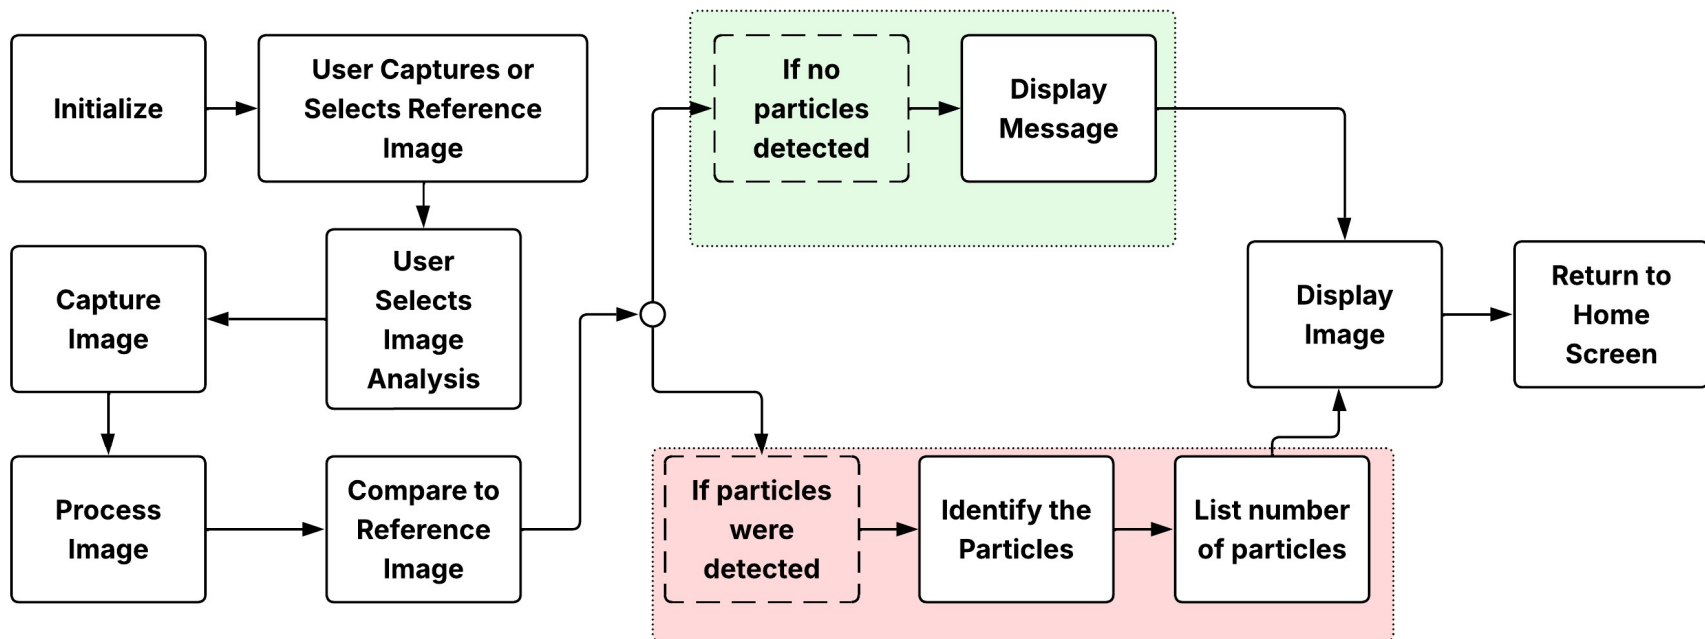 Initialize
User Captures or
Selects Reference
Image
User
Selects
Image
Analysis
Capture
Image
Process
Image
Compare to
Reference
Image
If no
particles
detected
Display
Message
If particles
were
detected
Identify the
Particles
List number
of particles
Display
Image
Return to
Home
Screen